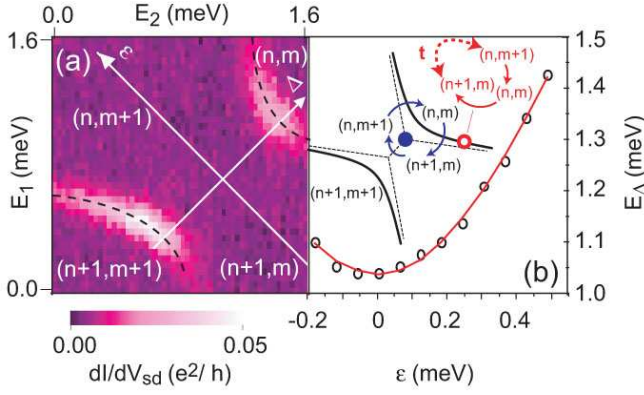 0.0 E₂ (meV) 1.6
1.6
E₁ (meV)
0.0
(a)
ε
(n,m)
Δ
(n,m+1)
(n+1,m+1)
(n+1,m)
0.00 0.05
dI/dVsd (e²/ h)
t
(n,m+1)
(n+1,m)
(n,m)
(n,m+1)
(n,m)
(n+1,m)
(n+1,m+1)
(b)
1.5
1.4
1.3
1.2
1.1
1.0
EΔ (meV)
-0.2 0 0.2 0.4
ε (meV)